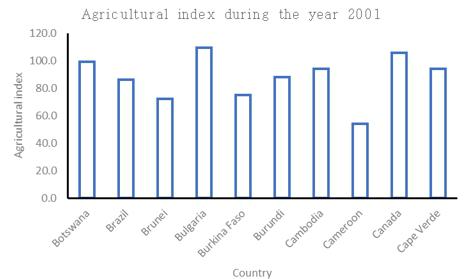 Agricultural index during the year 2001
Agricultural index
120.0
100.0
80.0
60.0
40.0
20.0
0.0
Botswana
Brazil
Brunei
Bulgaria
Burkina Faso
Burundi
Cambodia
Cameroon
Canada
Cape Verde
Country